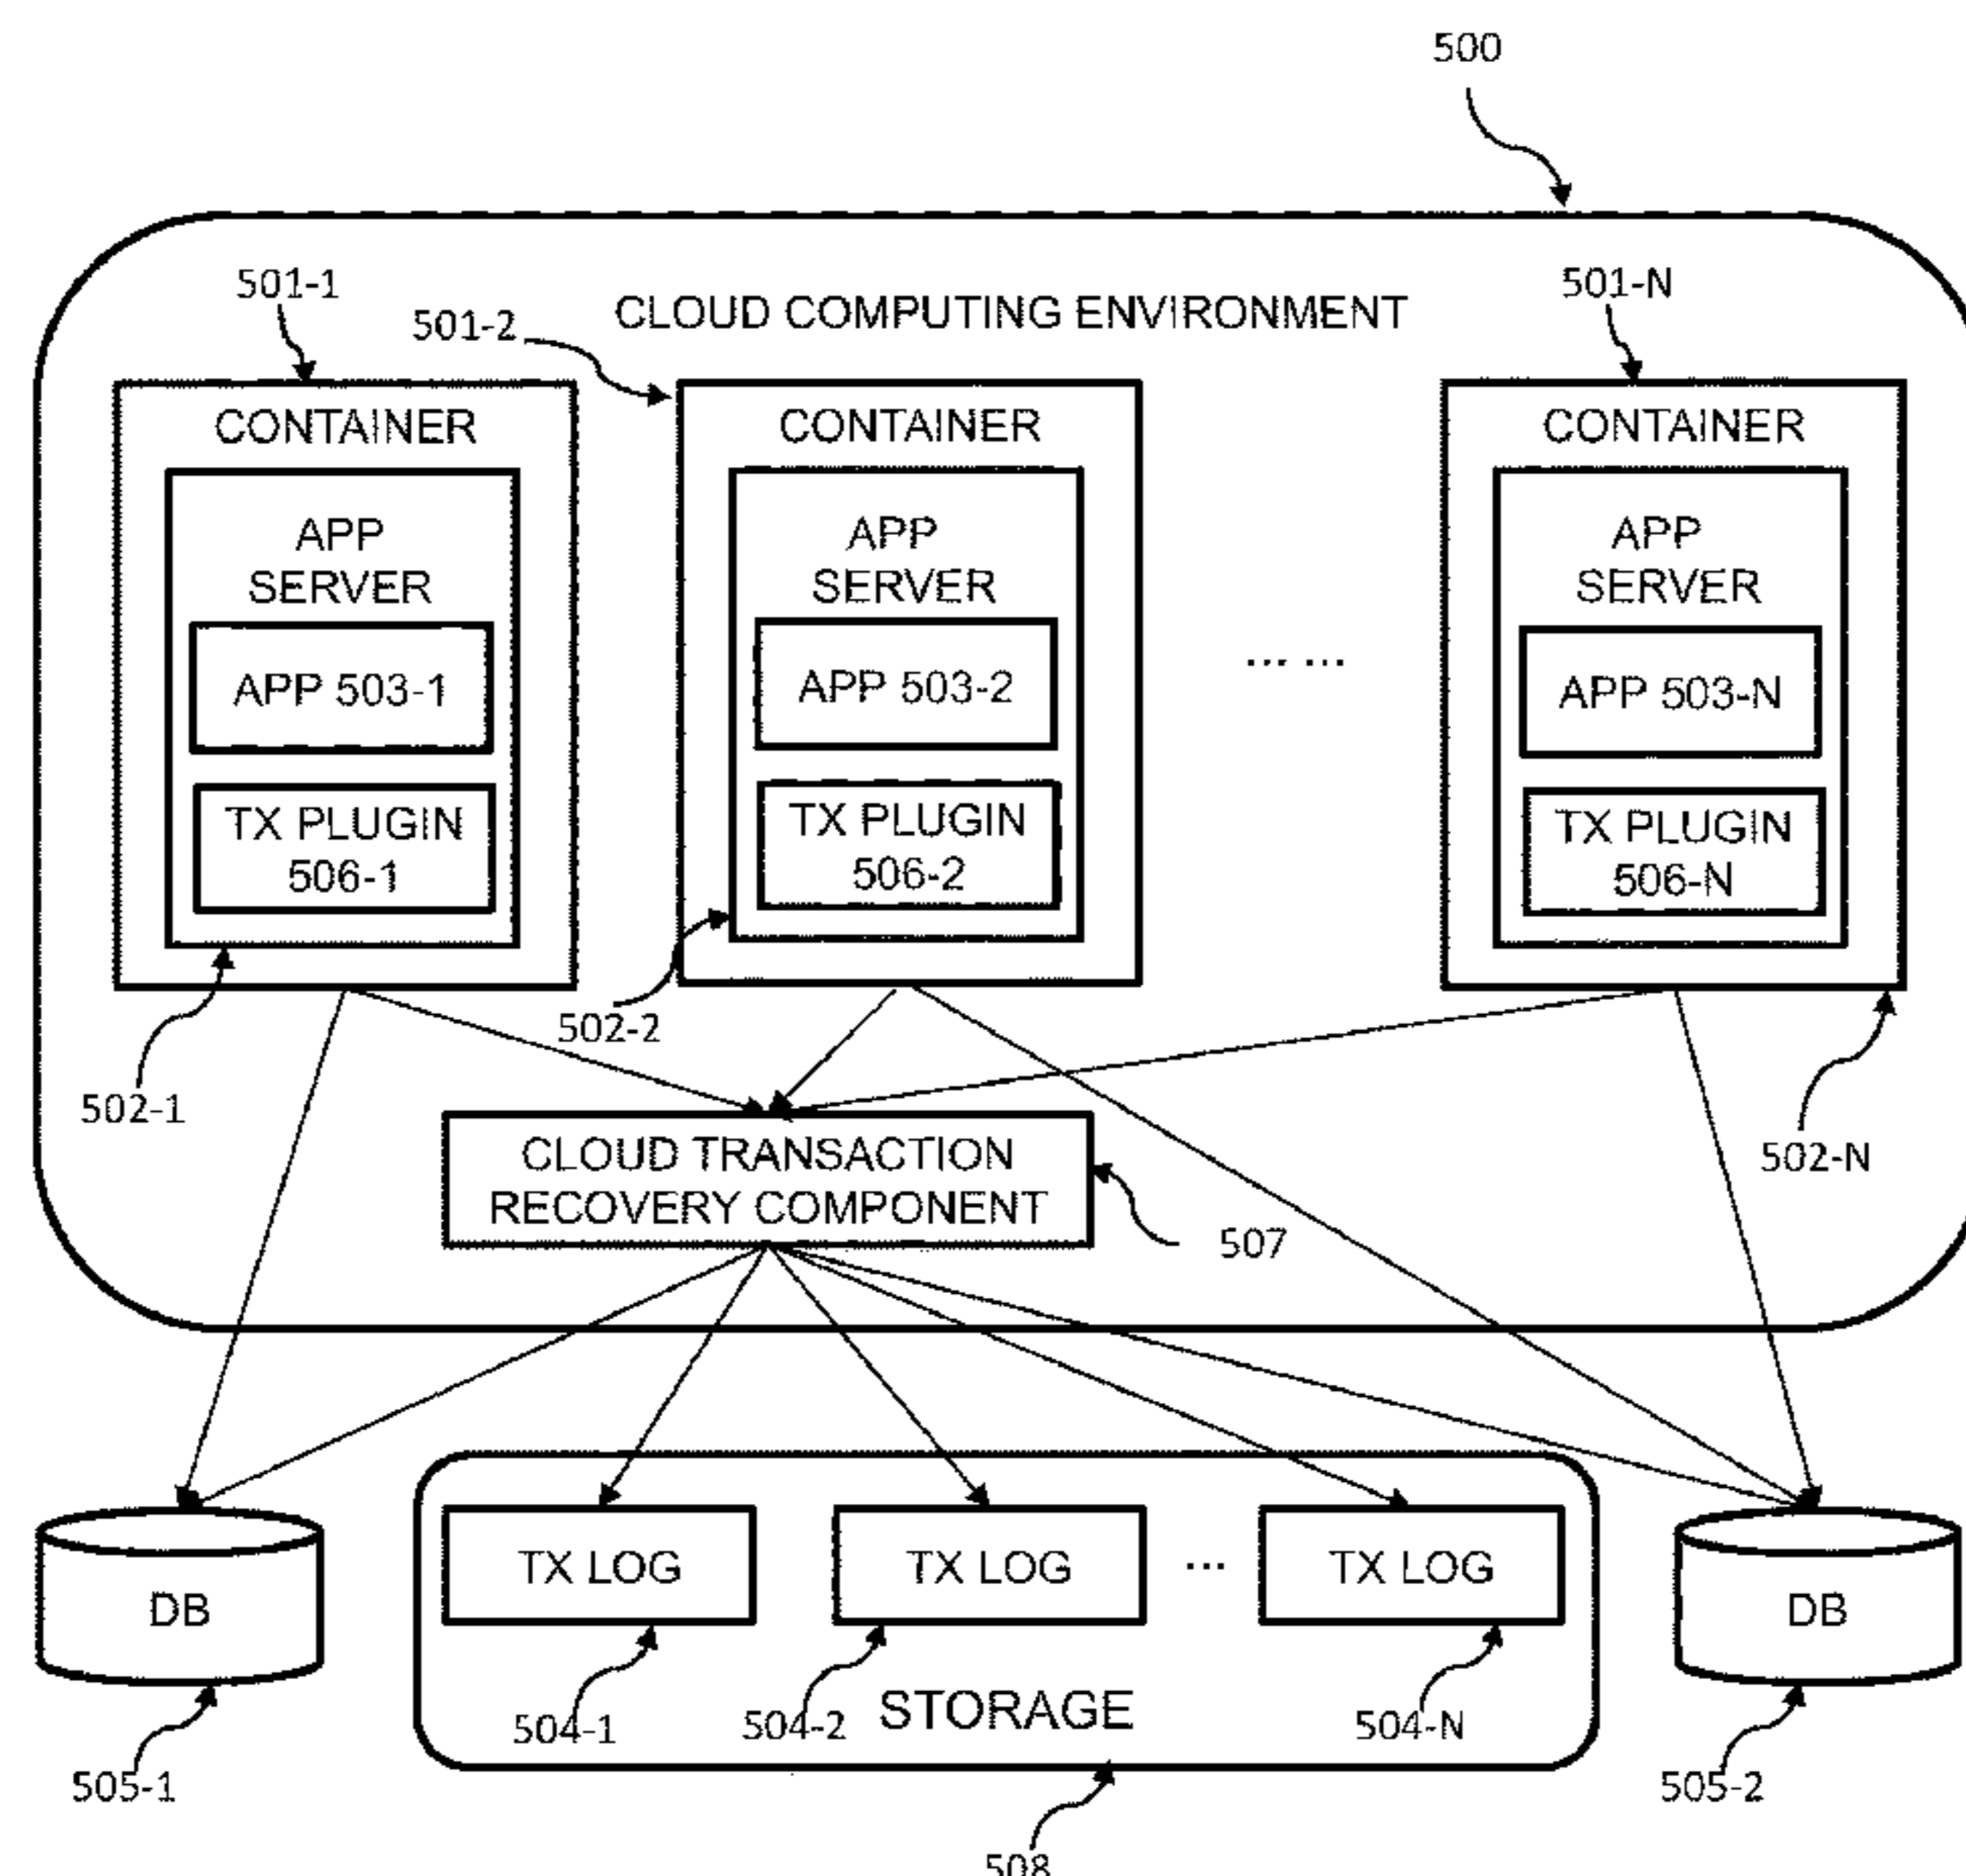 500
501-1
501-2
CLOUD COMPUTING ENVIRONMENT
501-N
CONTAINER
APP
SERVER
APP 503-1
TX PLUGIN
506-1
CONTAINER
APP
SERVER
APP 503-2
TX PLUGIN
506-2
... ...
CONTAINER
APP
SERVER
APP 503-N
TX PLUGIN
506-N
502-1
502-2
502-N
CLOUD TRANSACTION
RECOVERY COMPONENT
507
DB
TX LOG
TX LOG
...
TX LOG
DB
504-1
504-2
STORAGE
504-N
505-1
505-2
508